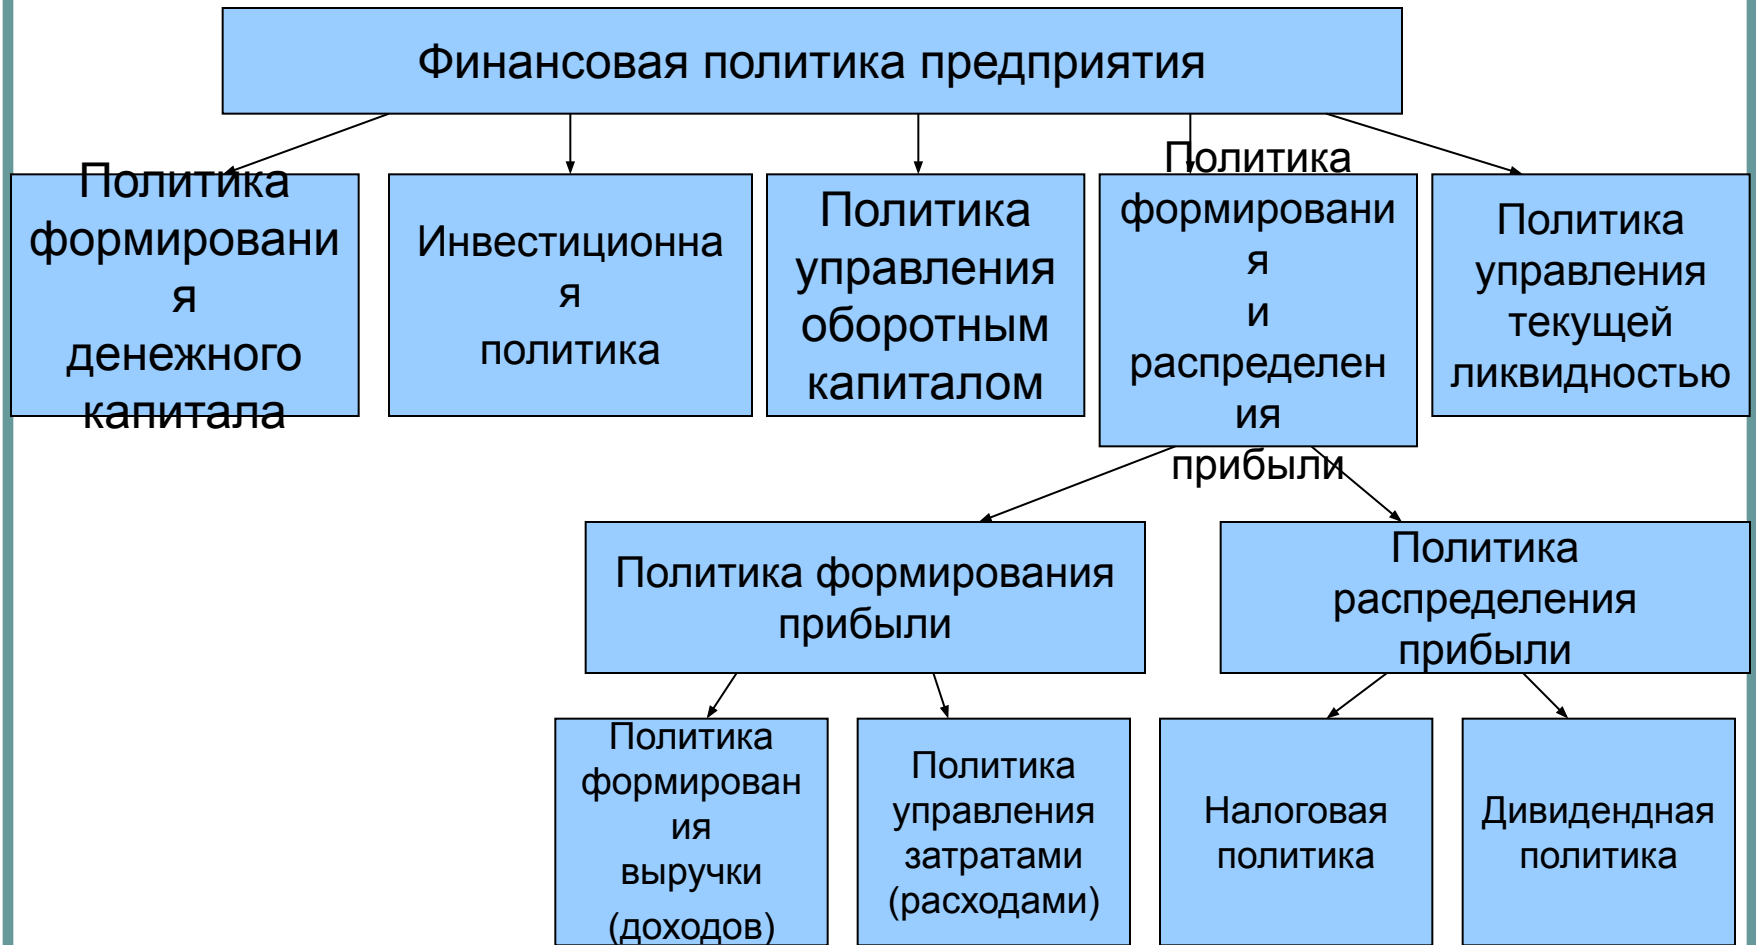 Финансовая политика предприятия
Политика
формировани
я
денежного
капитала
Инвестиционна
я
политика
Политика
управления
оборотным
капиталом
Политика
формировани
я
и
распределен
ия
прибыли
Политика
управления
текущей
ликвидностью
Политика формирования
прибыли
Политика
распределения
прибыли
Политика
формирован
ия
выручки
(доходов)
Политика
управления
затратами
(расходами)
Налоговая
политика
Дивидендная
политика